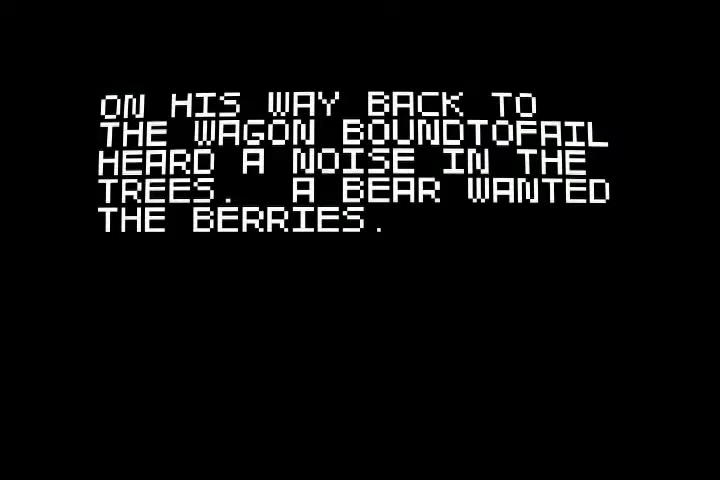 ON HIS WAY BACK TO
THE WAGON BOUNDTOFAIL
HEARD A NOISE IN THE
TREES.  A BEAR WANTED
THE BERRIES.